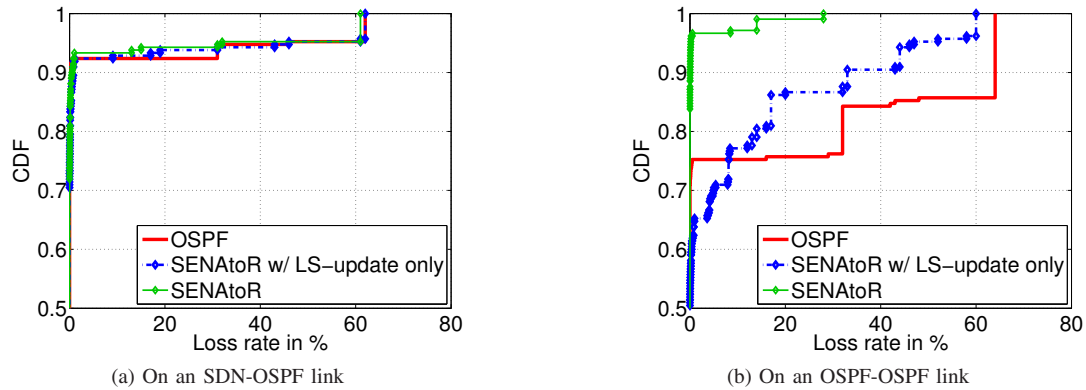 1
0.9
0.8
0.7
0.6
0.5
CDF
0 20 40 60 80
Loss rate in %
OSPF
SENAtoR w/ LS−update only
SENAtoR
(a) On an SDN-OSPF link
1
0.9
0.8
0.7
0.6
0.5
CDF
0 20 40 60 80
Loss rate in %
OSPF
SENAtoR w/ LS−update only
SENAtoR
(b) On an OSPF-OSPF link